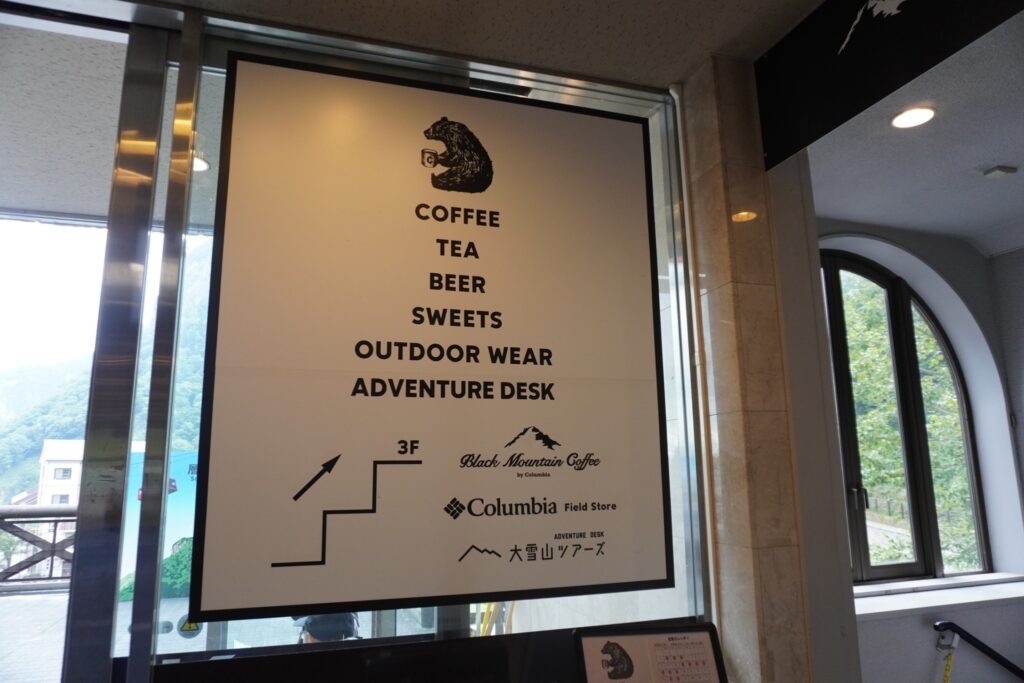 COFFEE
TEA
BEER
SWEETS
OUTDOOR WEAR
ADVENTURE DESK
3F
Black Mountain Coffee
by Columbia
Columbia Field Store
ADVENTURE DESK
大雪山ツアーズ